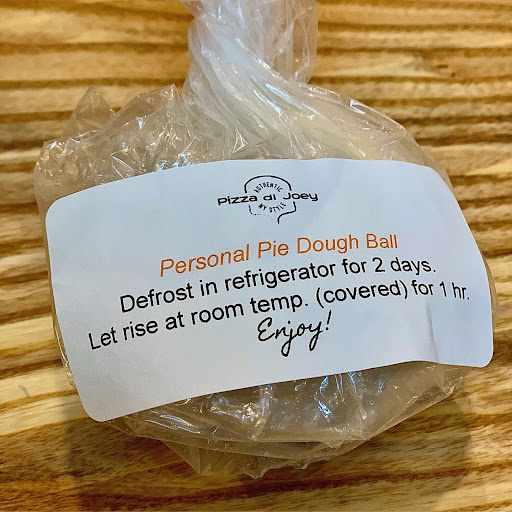 AUTHENTIC
Pizza di Joey
MY STYLE
Personal Pie Dough Ball
Defrost in refrigerator for 2 days.
Let rise at room temp. (covered) for 1 hr.
Enjoy!